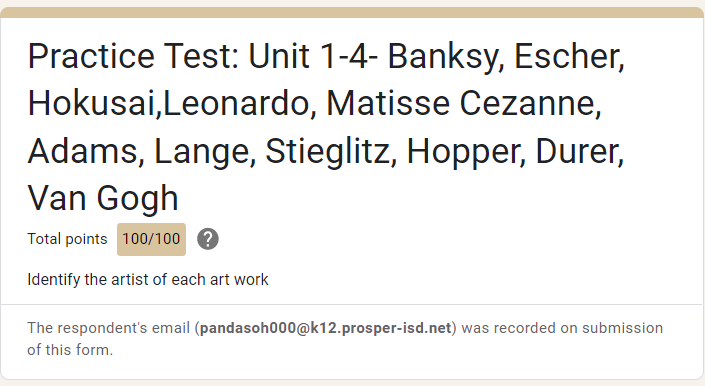 Practice Test: Unit 1-4- Banksy, Escher,
Hokusai,Leonardo, Matisse Cezanne,
Adams, Lange, Stieglitz, Hopper, Durer,
Van Gogh
Total points 100/100 ?
Identify the artist of each art work
The respondent's email (pandasoh000@k12.prosper-isd.net) was recorded on submission
of this form.